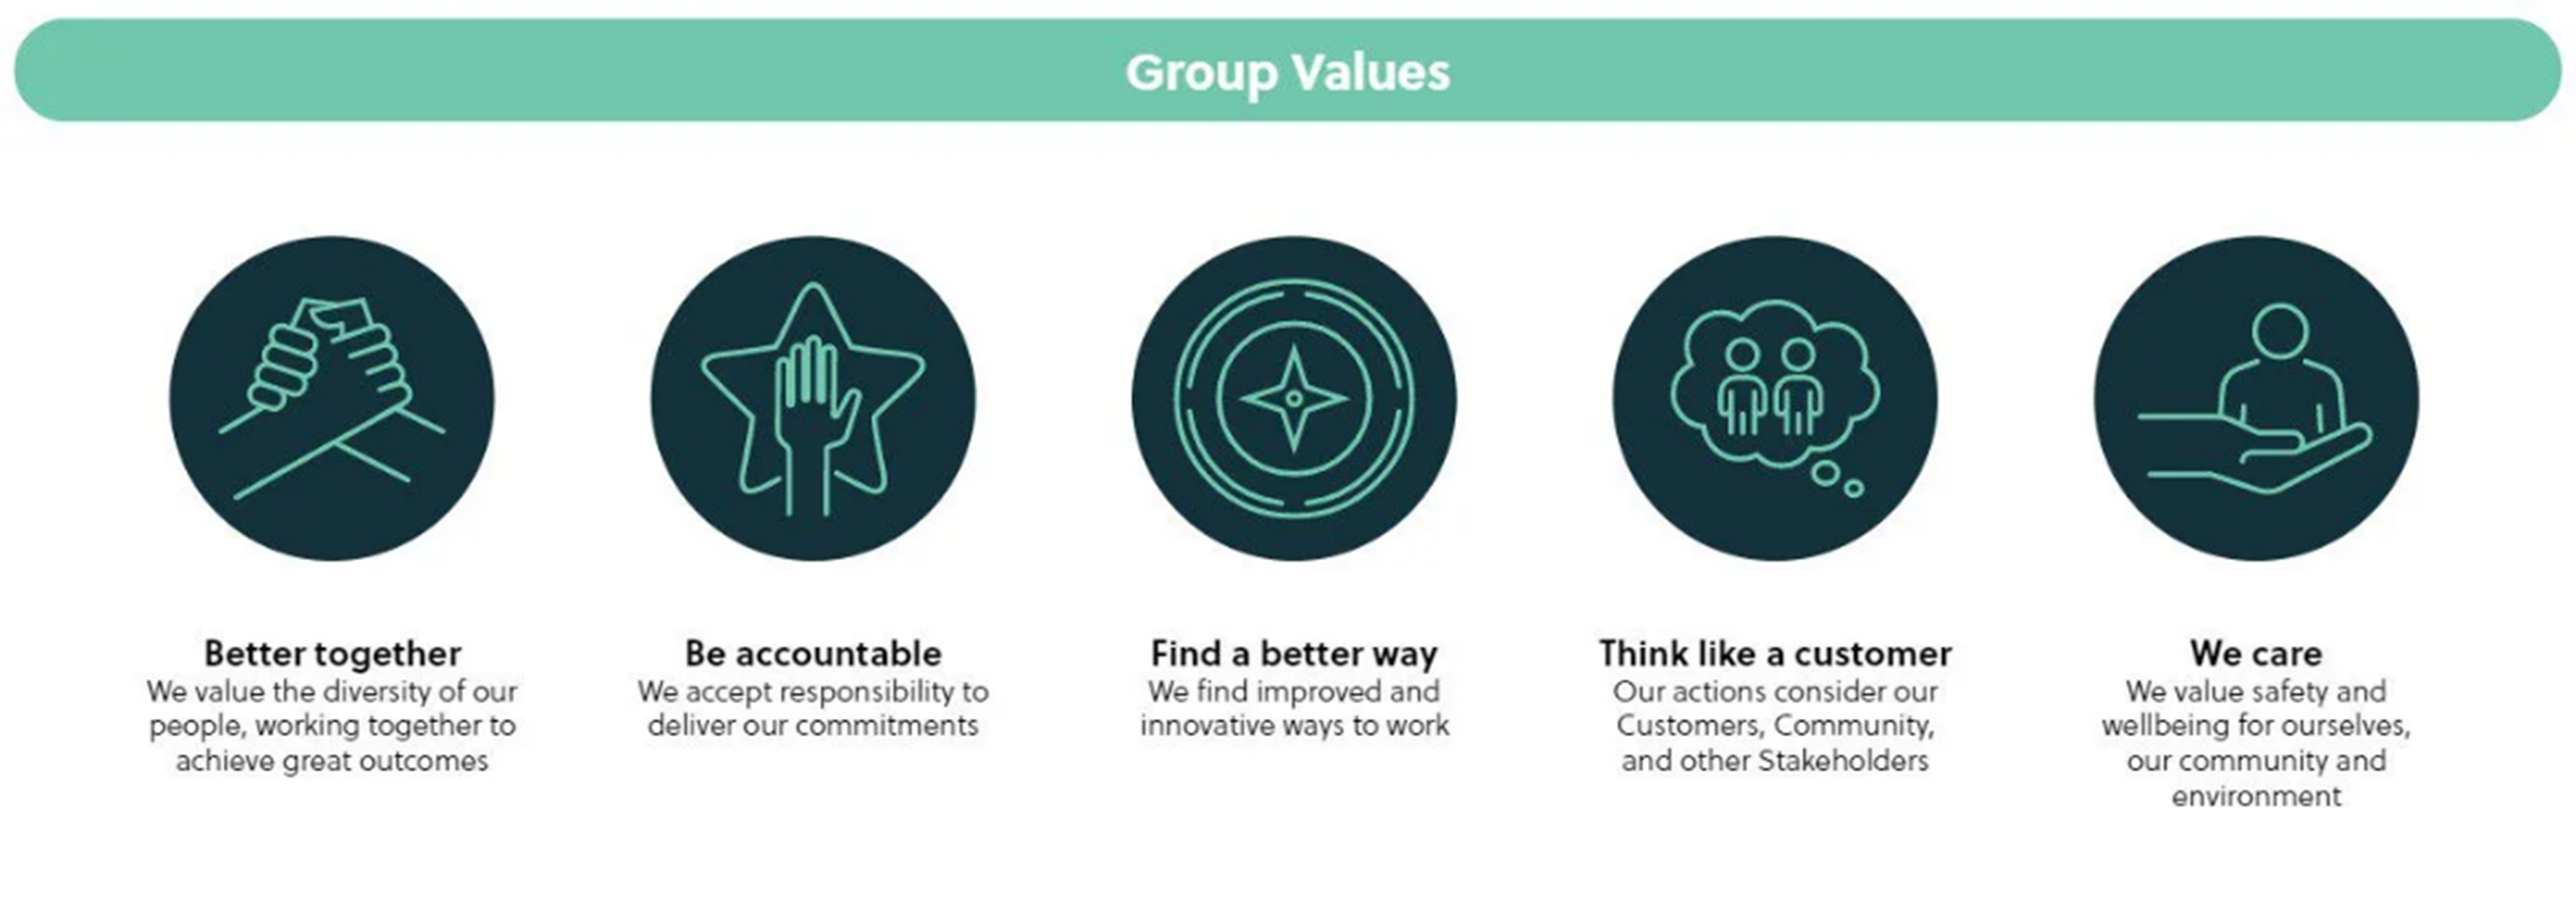 Group Values
Better together
We value the diversity of our
people, working together to
achieve great outcomes
Be accountable
We accept responsibility to
deliver our commitments
Find a better way
We find improved and
innovative ways to work
Think like a customer
Our actions consider our
Customers, Community,
and other Stakeholders
We care
We value safety and
wellbeing for ourselves,
our community and
environment